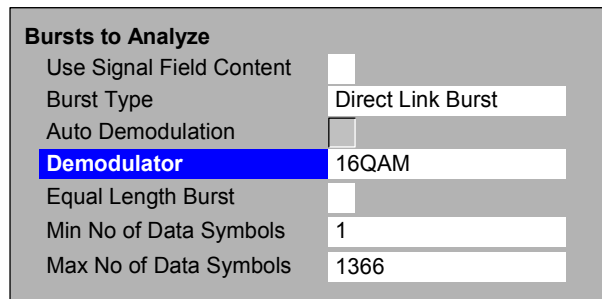 Bursts to Analyze
Use Signal Field Content
Burst Type Direct Link Burst
Auto Demodulation
Demodulator 16QAM
Equal Length Burst
Min No of Data Symbols 1
Max No of Data Symbols 1366